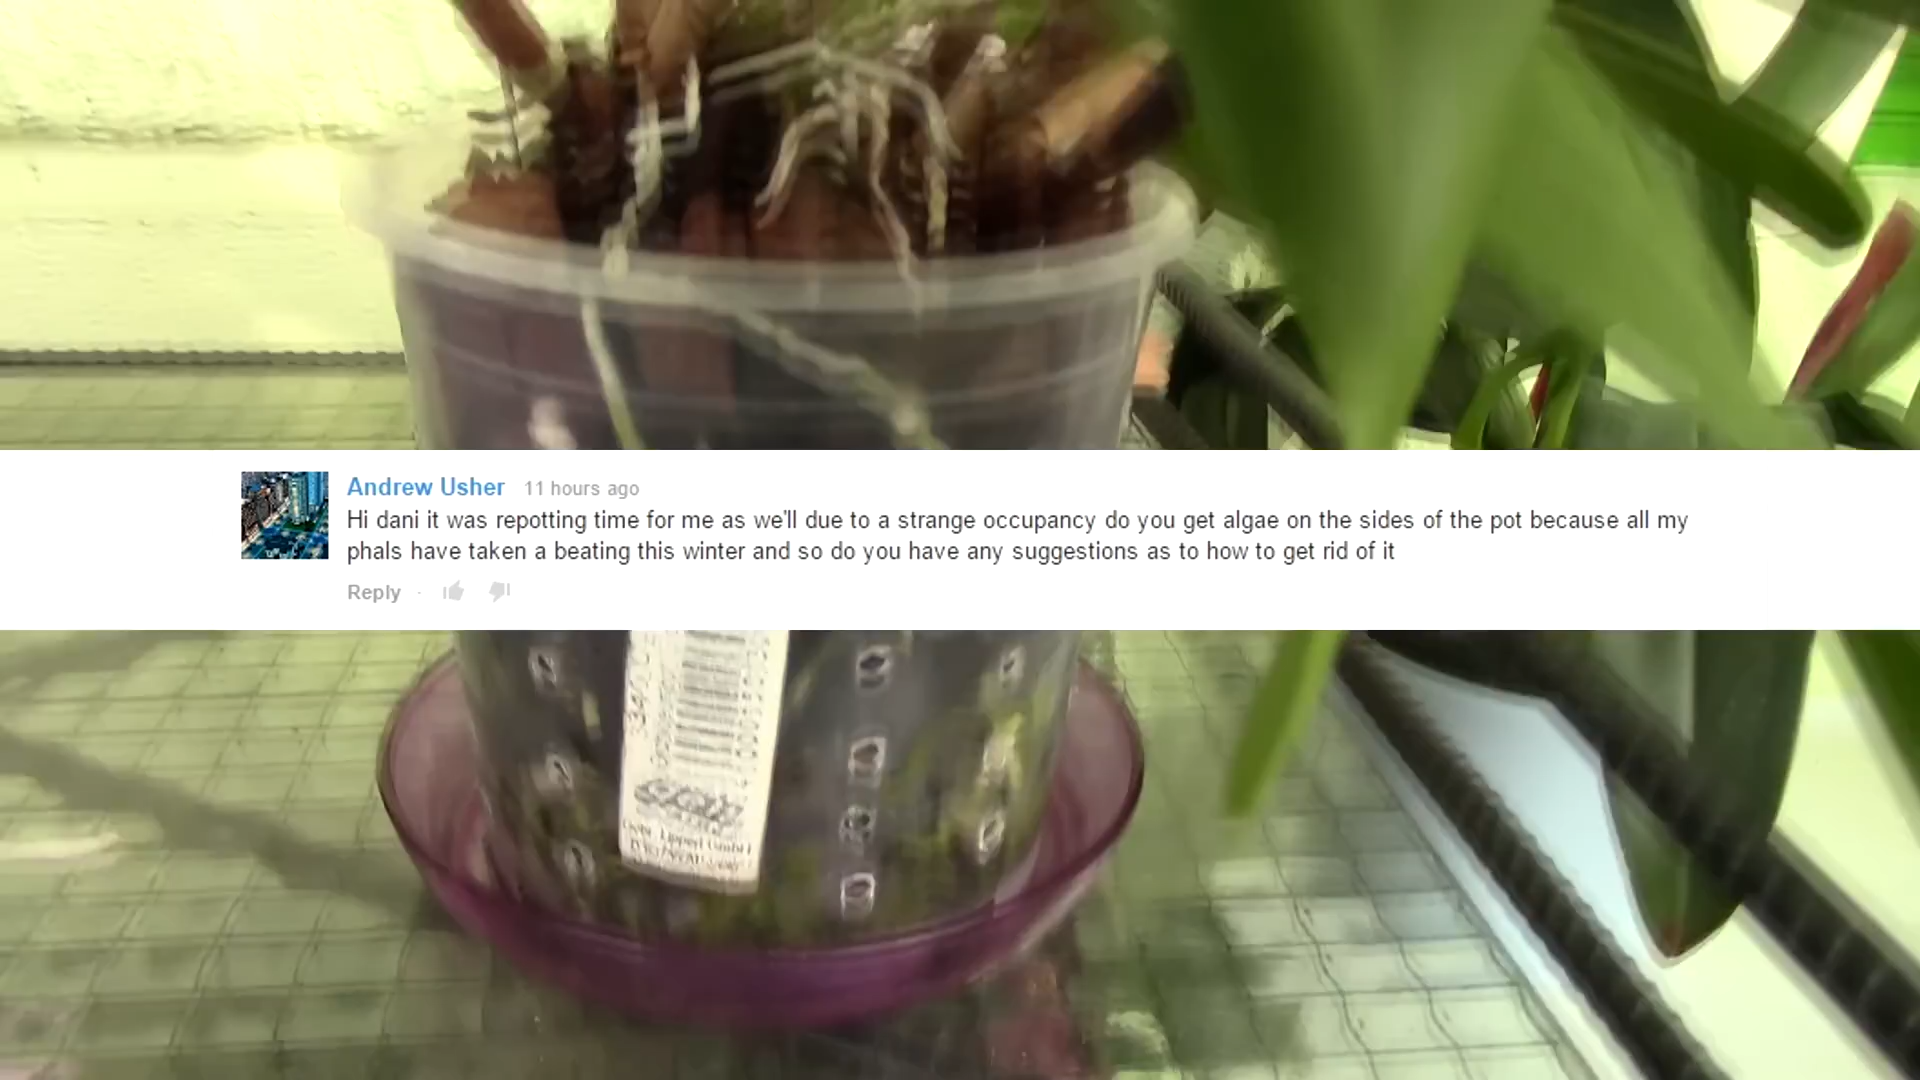 Andrew Usher 11 hours ago
Hi dani it was repotting time for me as we'll due to a strange occupancy do you get algae on the sides of the pot because all my
phals have taken a beating this winter and so do you have any suggestions as to how to get rid of it
Reply